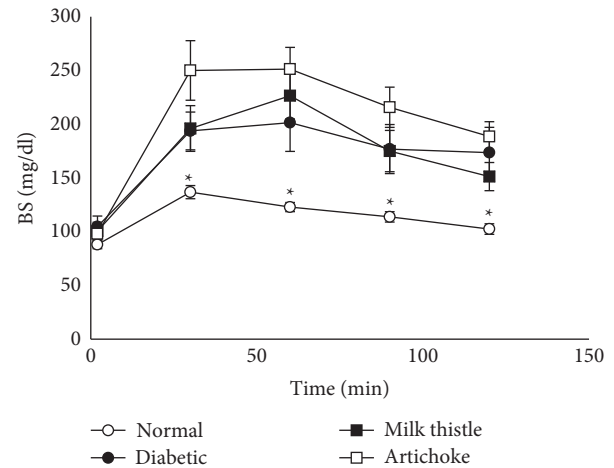 300
250
200
150
100
50
0
BS (mg/dl)
*
*
*
*
0 50 100 150
Time (min)
Normal Milk thistle
Diabetic Artichoke